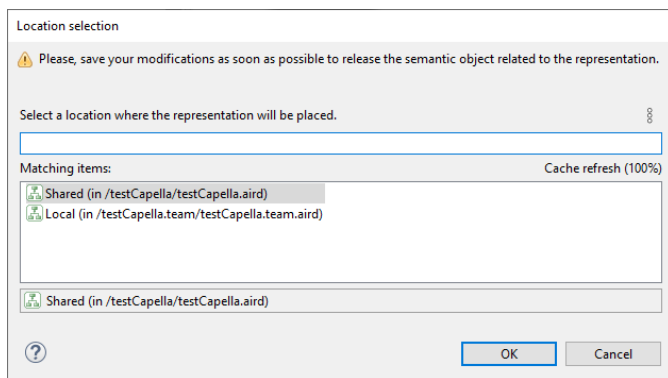 Location selection
Please, save your modifications as soon as possible to release the semantic object related to the representation.
Select a location where the representation will be placed.
Matching items:
Cache refresh (100%)
Shared (in /testCapella/testCapella.aird)
Local (in /testCapella.team/testCapella.team.aird)
Shared (in /testCapella/testCapella.aird)
?
OK
Cancel